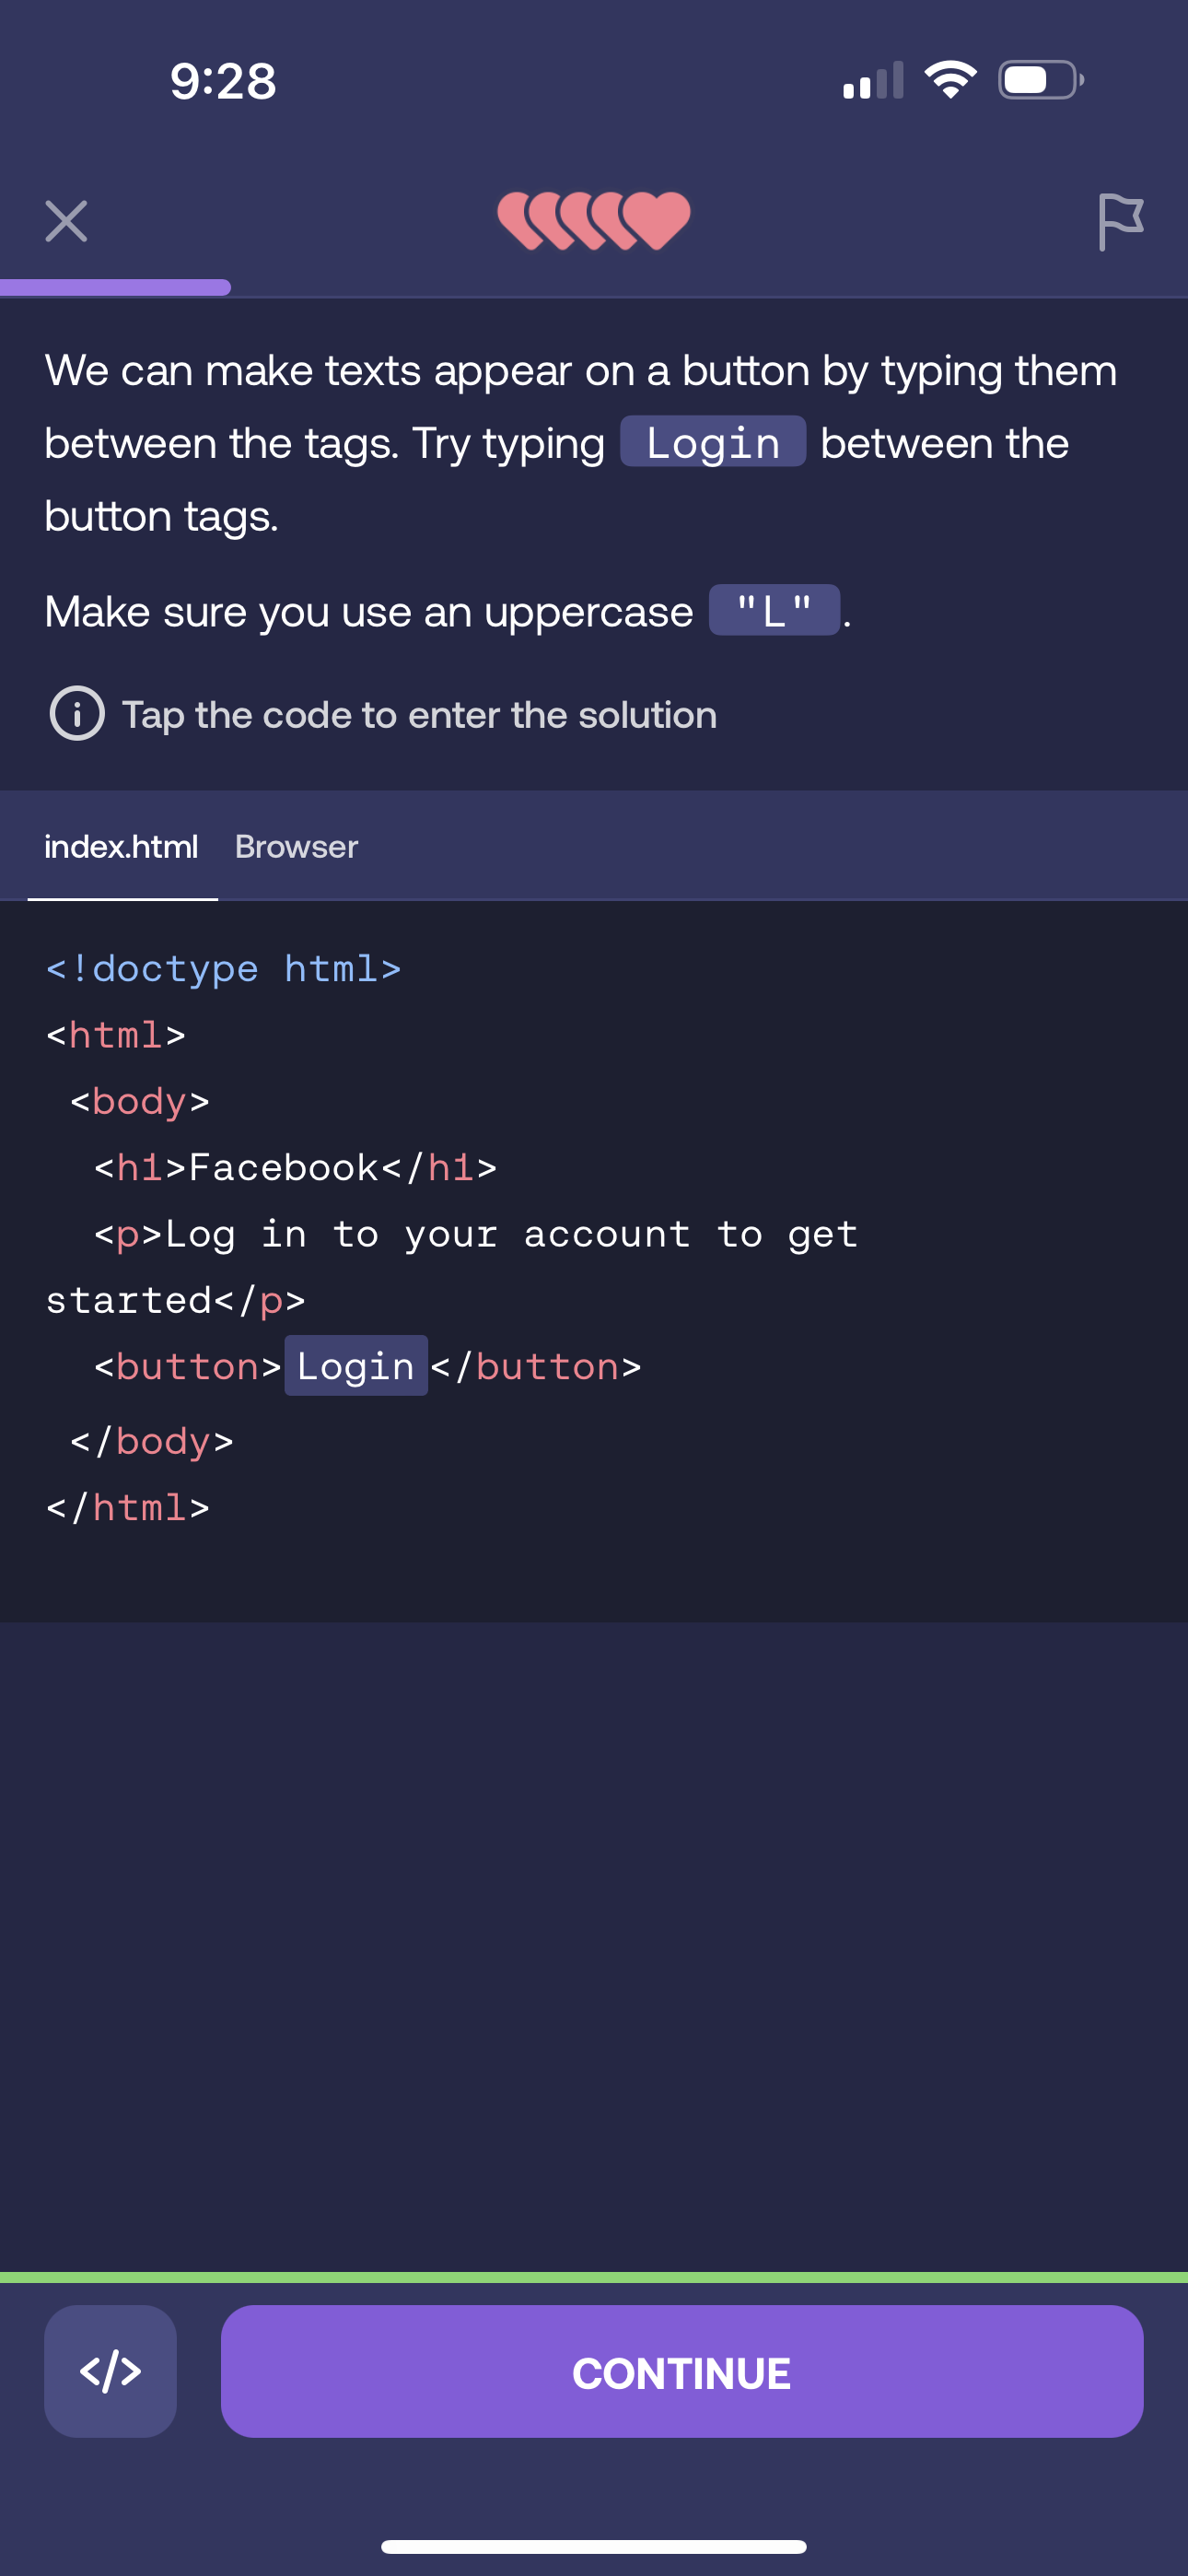 9:28
We can make texts appear on a button by typing them
between the tags. Try typing Login between the
button tags.
Make sure you use an uppercase "L".
Tap the code to enter the solution
index.html Browser
<!doctype html>
<html>
<body>
<h1>Facebook</h1>
<p>Log in to your account to get
started</p>
<button>Login</button>
</body>
</html>
</> CONTINUE